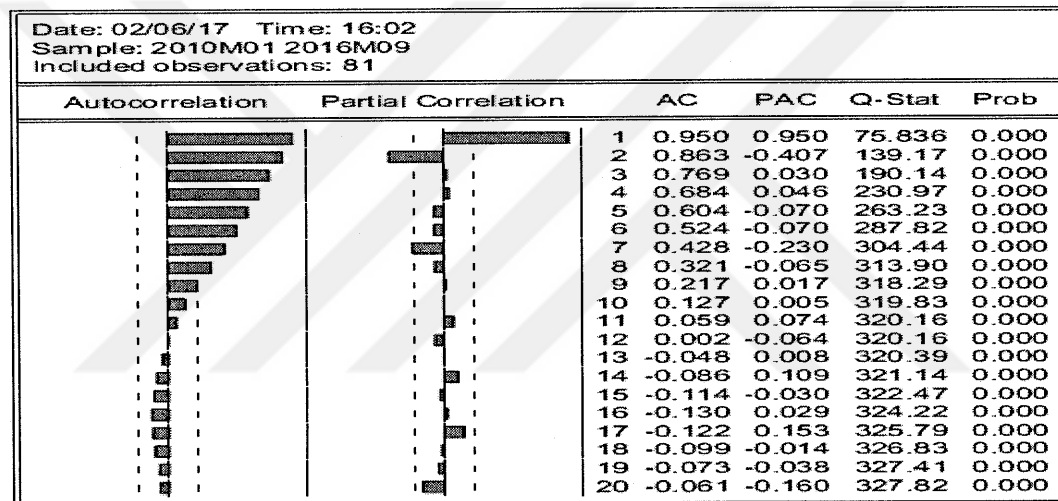 Date: 02/06/17 Time: 16:02
Sample: 2010M01 2016M09
Included observations: 81
Autocorrelation Partial Correlation AC PAC Q-Stat Prob
1 0.950 0.950 75.836 0.000
2 0.863 -0.407 139.17 0.000
3 0.769 0.030 190.14 0.000
4 0.684 0.046 230.97 0.000
5 0.604 -0.070 263.23 0.000
6 0.524 -0.070 287.82 0.000
7 0.428 -0.230 304.44 0.000
8 0.321 -0.065 313.90 0.000
9 0.217 0.017 318.29 0.000
10 0.127 0.005 319.83 0.000
11 0.059 0.074 320.16 0.000
12 0.002 -0.064 320.16 0.000
13 -0.048 0.008 320.39 0.000
14 -0.086 0.109 321.14 0.000
15 -0.114 -0.030 322.47 0.000
16 -0.130 0.029 324.22 0.000
17 -0.122 0.153 325.79 0.000
18 -0.099 -0.014 326.83 0.000
19 -0.073 -0.038 327.41 0.000
20 -0.061 -0.160 327.82 0.000